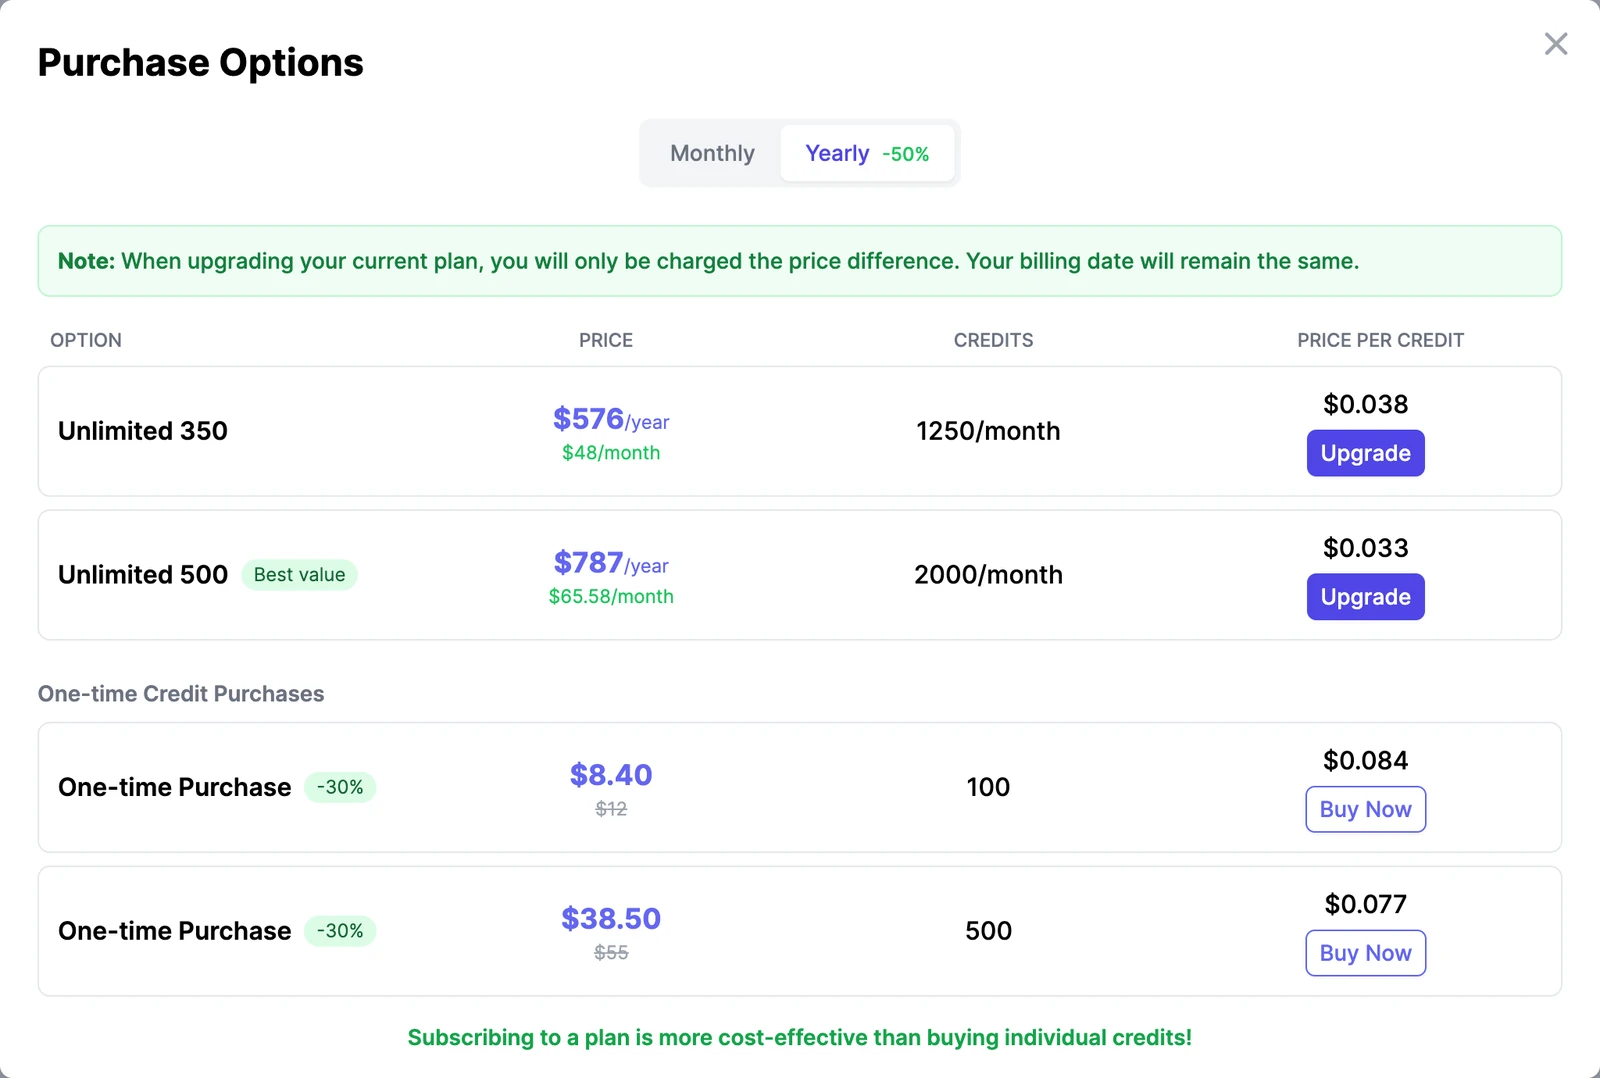 Purchase Options
Monthly Yearly -50%
Note: When upgrading your current plan, you will only be charged the price difference. Your billing date will remain the same.
OPTION PRICE CREDITS PRICE PER CREDIT
Unlimited 350 $576/year 1250/month $0.038
$48/month Upgrade
Unlimited 500 Best value $787/year 2000/month $0.033
$65.58/month Upgrade
One-time Credit Purchases
One-time Purchase -30% $8.40 100 $0.084
$12 Buy Now
One-time Purchase -30% $38.50 500 $0.077
$55 Buy Now
Subscribing to a plan is more cost-effective than buying individual credits!